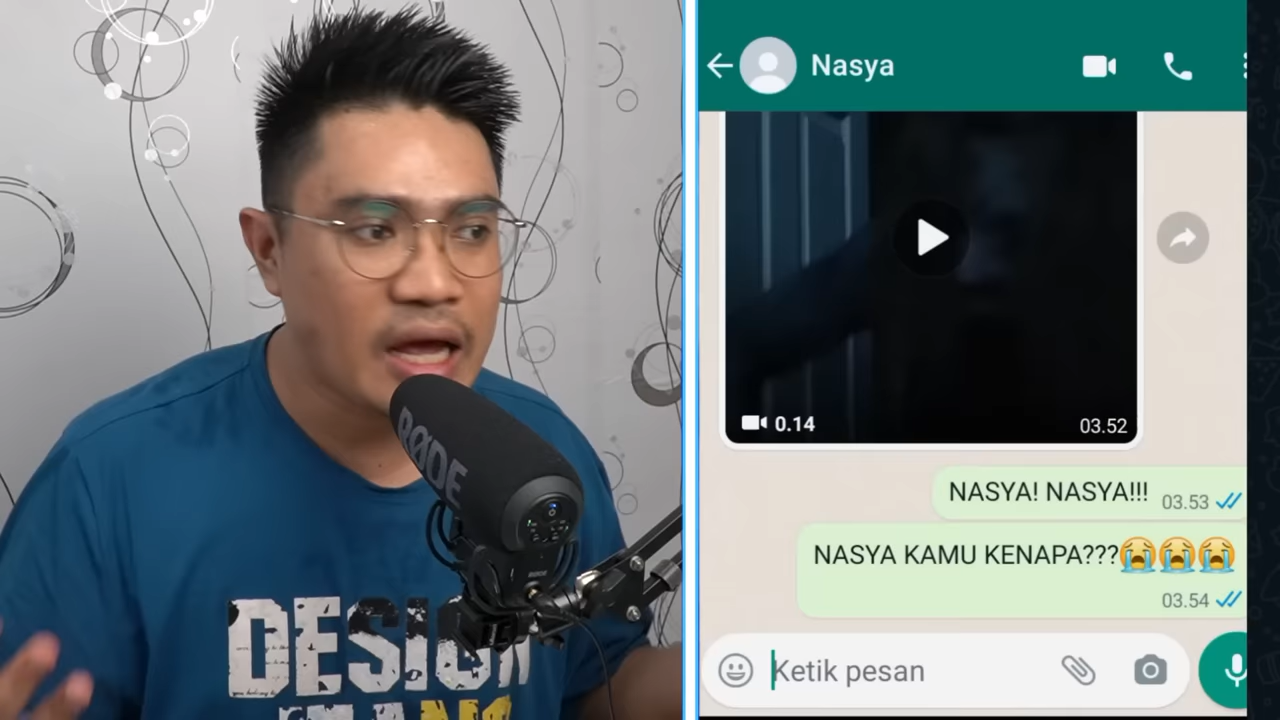 RØDE
DESIGN
Nasya
0.14
03.52
NASYA! NASYA!!! 03.53
NASYA KAMU KENAPA???😭😭😭
03.54
Ketik pesan